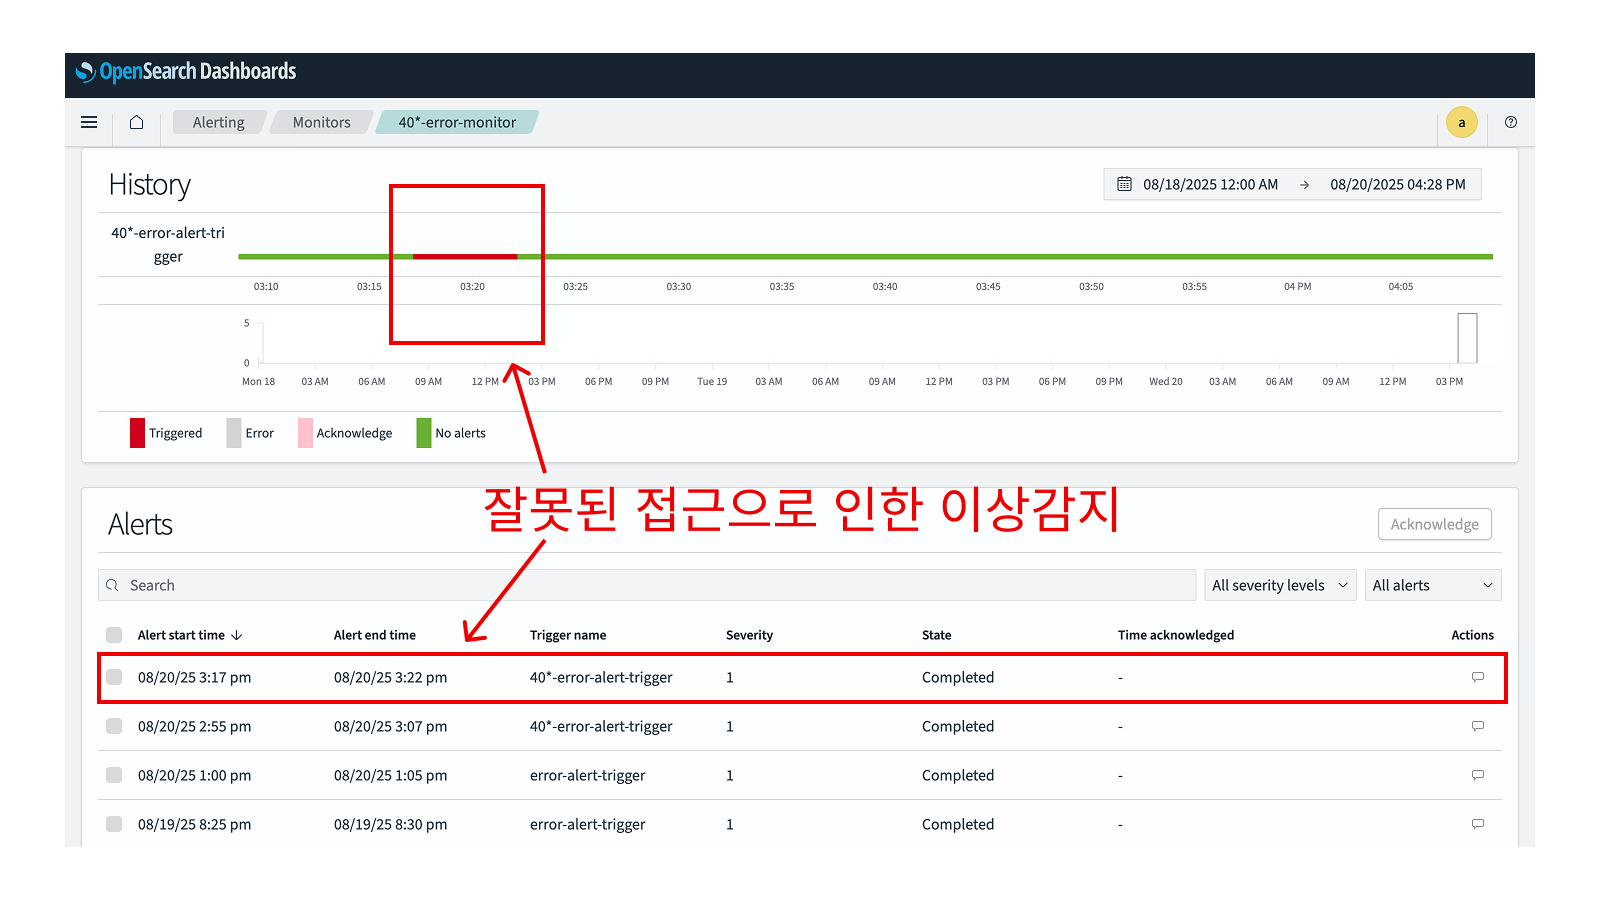 OpenSearch Dashboards
Alerting Monitors 40*-error-monitor a
History 08/18/2025 12:00 AM → 08/20/2025 04:28 PM
40*-error-alert-tri
gger
03:10 03:15 03:20 03:25 03:30 03:35 03:40 03:45 03:50 03:55 04 PM 04:05
5
0
Mon 18 03 AM 06 AM 09 AM 12 PM 03 PM 06 PM 09 PM Tue 19 03 AM 06 AM 09 AM 12 PM 03 PM 06 PM 09 PM Wed 20 03 AM 06 AM 09 AM 12 PM 03 PM
Triggered Error Acknowledge No alerts
잘못된 접근으로 인한 이상감지
Alerts Acknowledge
Search All severity levels All alerts
Alert start time ↓ Alert end time Trigger name Severity State Time acknowledged Actions
08/20/25 3:17 pm 08/20/25 3:22 pm 40*-error-alert-trigger 1 Completed -
08/20/25 2:55 pm 08/20/25 3:07 pm 40*-error-alert-trigger 1 Completed -
08/20/25 1:00 pm 08/20/25 1:05 pm error-alert-trigger 1 Completed -
08/19/25 8:25 pm 08/19/25 8:30 pm error-alert-trigger 1 Completed -